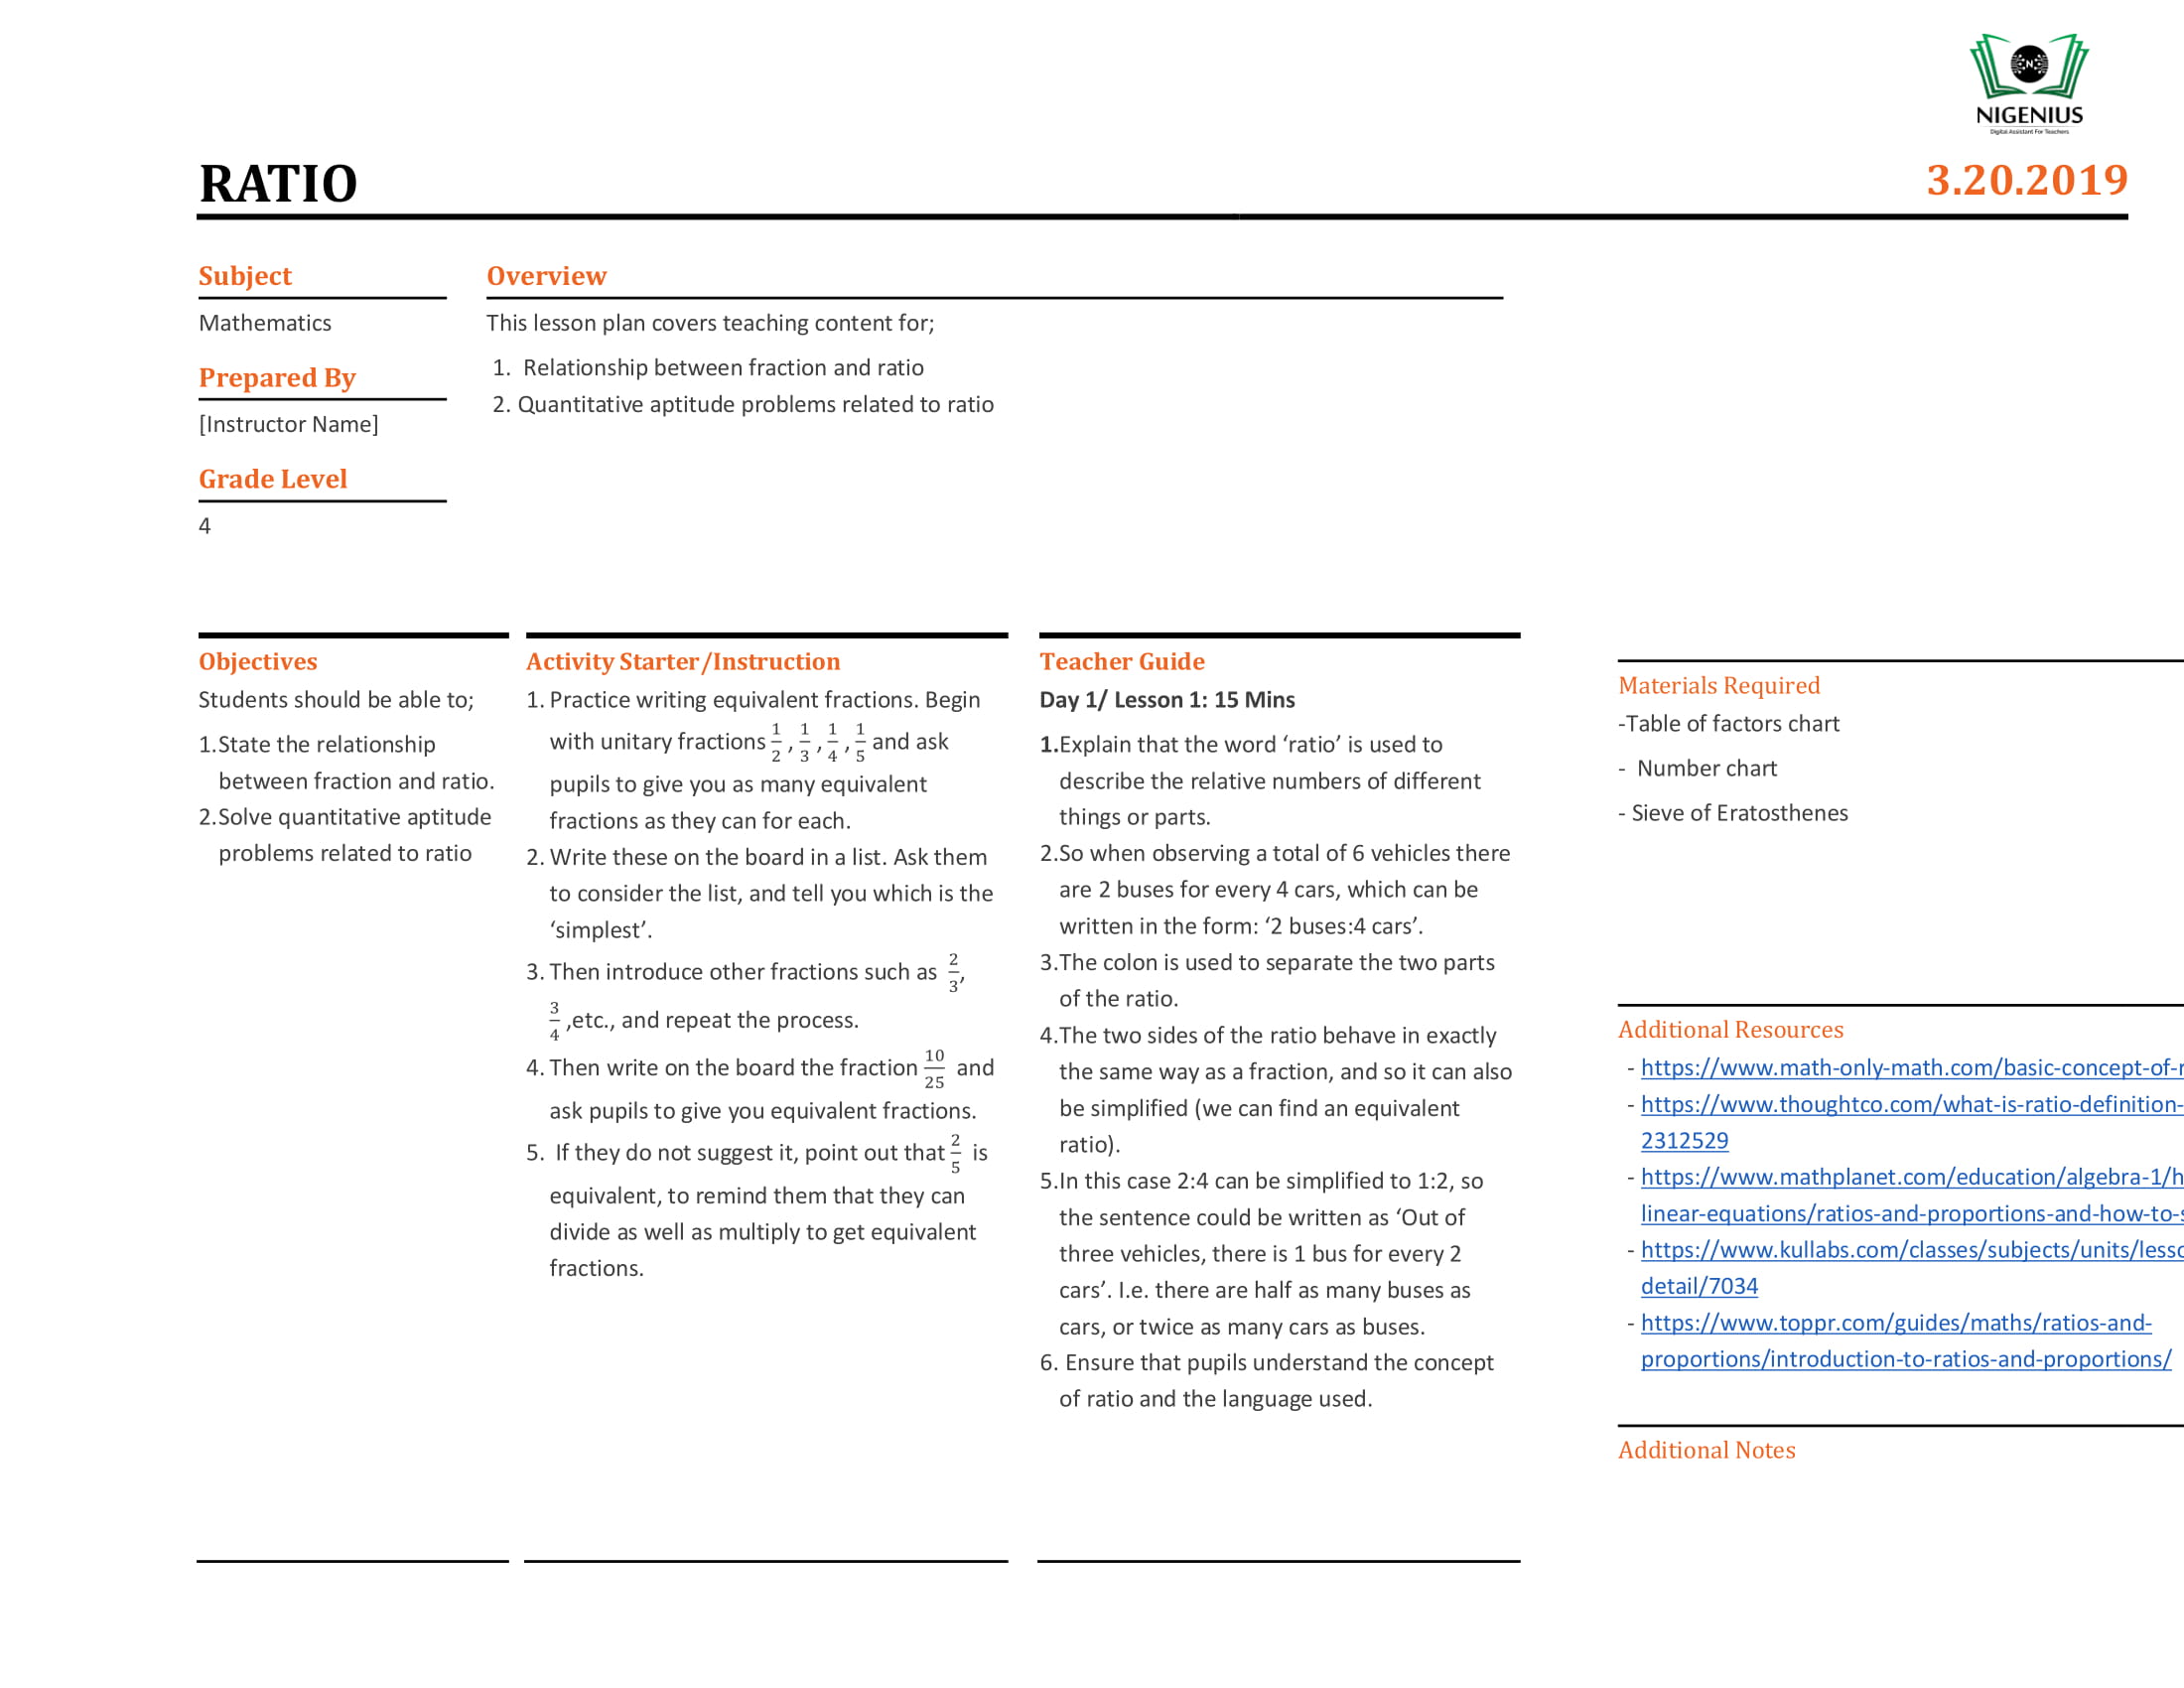 NIGENIUS
Digital Assistant For Teachers
RATIO
3.20.2019
Subject
Mathematics
Prepared By
[Instructor Name]
Grade Level
4
Overview
This lesson plan covers teaching content for;
1. Relationship between fraction and ratio
2. Quantitative aptitude problems related to ratio
Objectives
Students should be able to;
1.State the relationship
between fraction and ratio.
2.Solve quantitative aptitude
problems related to ratio
Activity Starter/Instruction
1. Practice writing equivalent fractions. Begin
with unitary fractions 1/2 , 1/3 , 1/4 , 1/5 and ask
pupils to give you as many equivalent
fractions as they can for each.
2. Write these on the board in a list. Ask them
to consider the list, and tell you which is the
‘simplest’.
3. Then introduce other fractions such as 2/3,
3/4 ,etc., and repeat the process.
4. Then write on the board the fraction 10/25 and
ask pupils to give you equivalent fractions.
5. If they do not suggest it, point out that 2/5 is
equivalent, to remind them that they can
divide as well as multiply to get equivalent
fractions.
Teacher Guide
Day 1/ Lesson 1: 15 Mins
1.Explain that the word ‘ratio’ is used to
describe the relative numbers of different
things or parts.
2.So when observing a total of 6 vehicles there
are 2 buses for every 4 cars, which can be
written in the form: ‘2 buses:4 cars’.
3.The colon is used to separate the two parts
of the ratio.
4.The two sides of the ratio behave in exactly
the same way as a fraction, and so it can also
be simplified (we can find an equivalent
ratio).
5.In this case 2:4 can be simplified to 1:2, so
the sentence could be written as ‘Out of
three vehicles, there is 1 bus for every 2
cars’. I.e. there are half as many buses as
cars, or twice as many cars as buses.
6. Ensure that pupils understand the concept
of ratio and the language used.
Materials Required
-Table of factors chart
- Number chart
- Sieve of Eratosthenes
Additional Resources
- https://www.math-only-math.com/basic-concept-of-r
- https://www.thoughtco.com/what-is-ratio-definition-
2312529
- https://www.mathplanet.com/education/algebra-1/h
linear-equations/ratios-and-proportions-and-how-to-s
- https://www.kullabs.com/classes/subjects/units/lesso
detail/7034
- https://www.toppr.com/guides/maths/ratios-and-
proportions/introduction-to-ratios-and-proportions/
Additional Notes